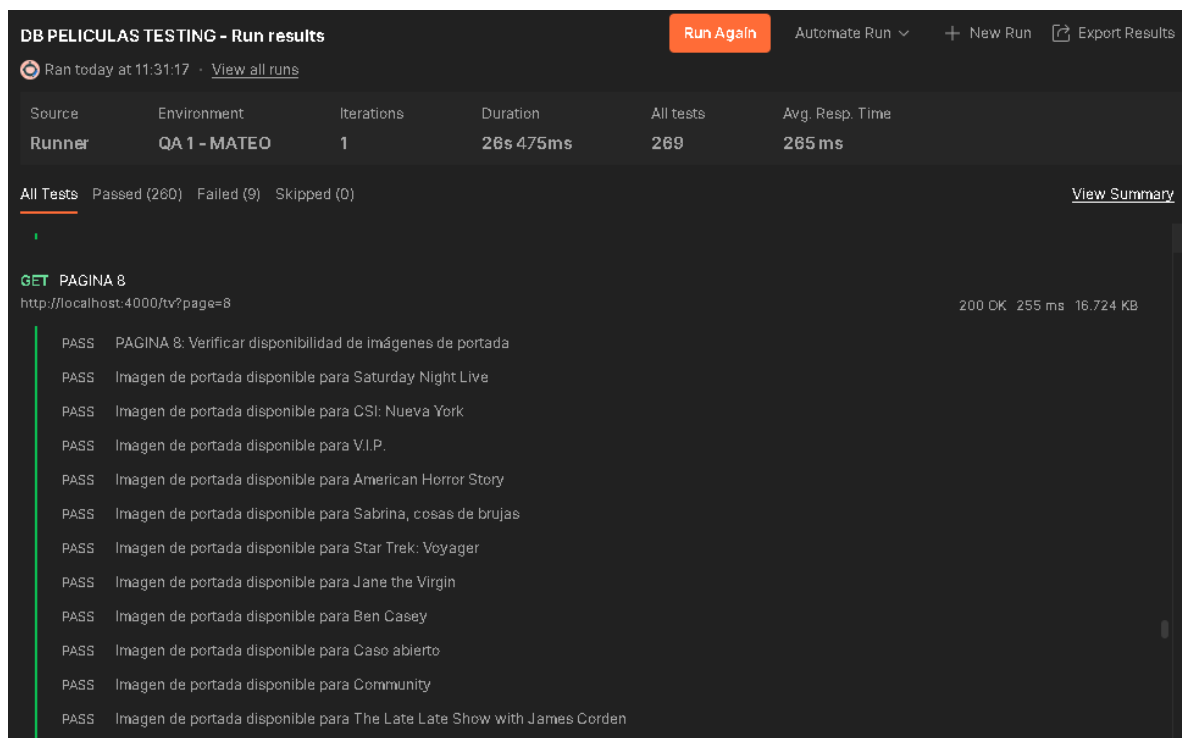 DB PELICULAS TESTING - Run results
Run Again
Automate Run
New Run
Export Results
Ran today at 11:31:17 · View all runs
Source Environment Iterations Duration All tests Avg. Resp. Time
Runner QA 1 - MATEO 1 26s 475ms 269 265 ms
All Tests Passed (260) Failed (9) Skipped (0) View Summary
GET PAGINA 8
http://localhost:4000/tv?page=8 200 OK 255 ms 16.724 KB
PASS PAGINA 8: Verificar disponibilidad de imágenes de portada
PASS Imagen de portada disponible para Saturday Night Live
PASS Imagen de portada disponible para CSI: Nueva York
PASS Imagen de portada disponible para V.I.P.
PASS Imagen de portada disponible para American Horror Story
PASS Imagen de portada disponible para Sabrina, cosas de brujas
PASS Imagen de portada disponible para Star Trek: Voyager
PASS Imagen de portada disponible para Jane the Virgin
PASS Imagen de portada disponible para Ben Casey
PASS Imagen de portada disponible para Caso abierto
PASS Imagen de portada disponible para Community
PASS Imagen de portada disponible para The Late Late Show with James Corden